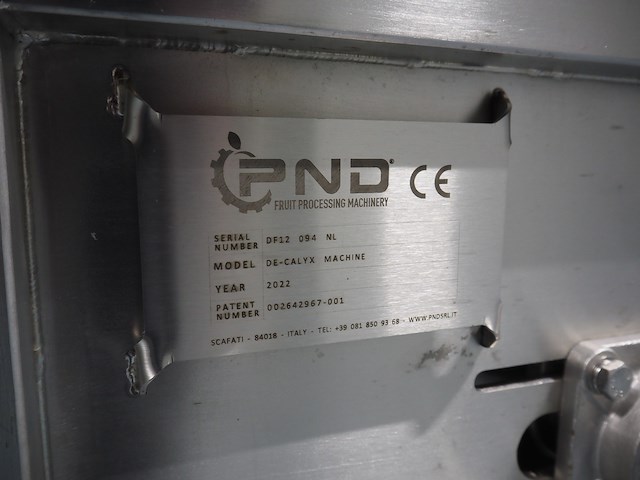 PND® CE
FRUIT PROCESSING MACHINERY
SERIAL NUMBER DF12 094 NL
MODEL DE-CALYX MACHINE
YEAR 2022
PATENT NUMBER 002642967-001
SCAFATI - 84018 - ITALY - TEL: +39 081 850 93 68 - WWW.PNDSRL.IT